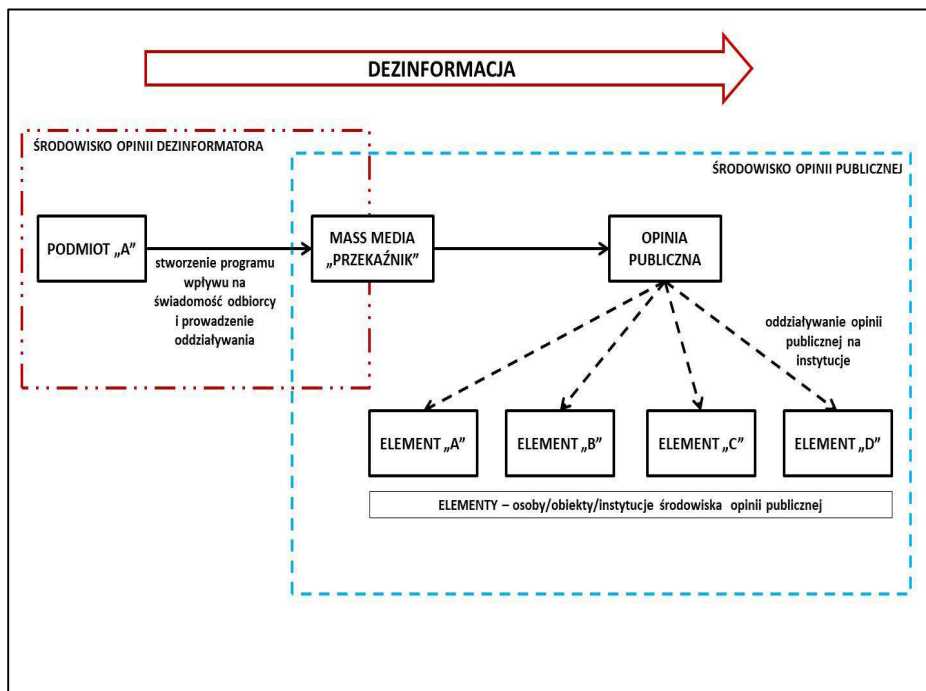 DEZINFORMACJA
ŚRODOWISKO OPINII DEZINFORMATORA
ŚRODOWISKO OPINII PUBLICZNEJ
PODMIOT „A”
stworzenie programu
wpływu na
świadomość odbiorcy
i prowadzenie
oddziaływania
MASS MEDIA
„PRZEKAŹNIK”
OPINIA
PUBLICZNA
oddziaływanie opinii
publicznej na
instytucje
ELEMENT „A”
ELEMENT „B”
ELEMENT „C”
ELEMENT „D”
ELEMENTY – osoby/obiekty/instytucje środowiska opinii publicznej